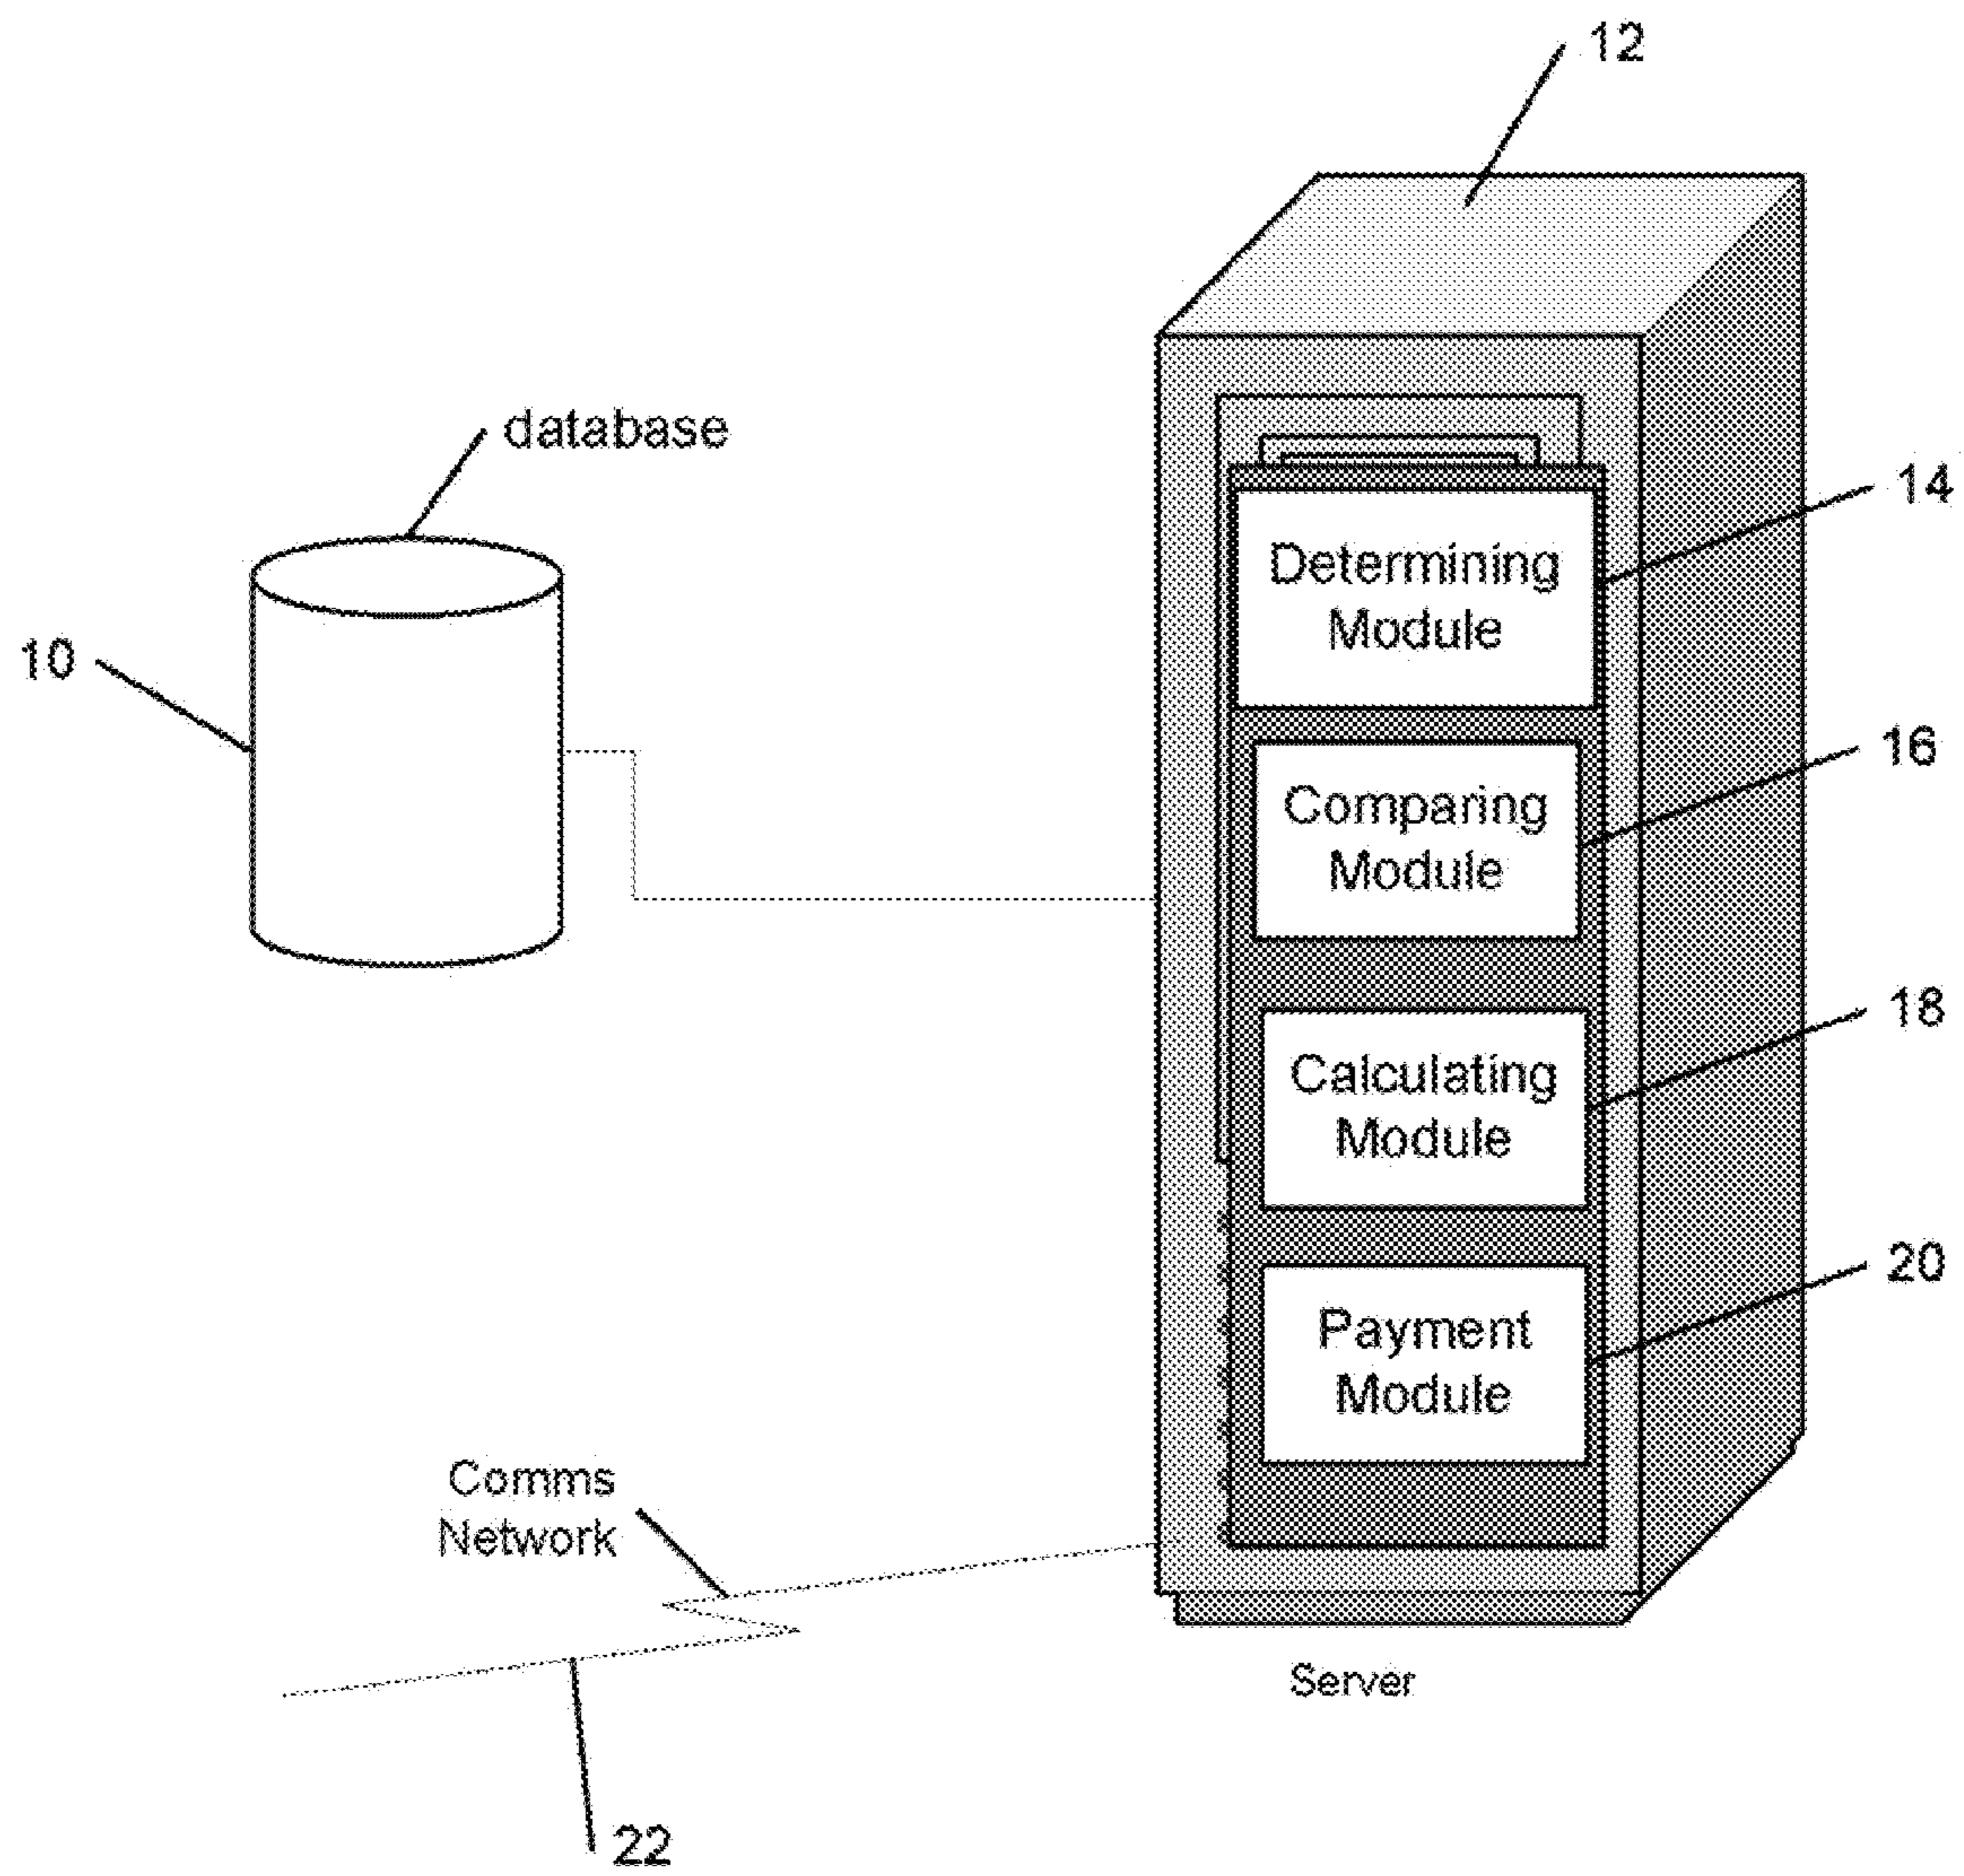 12
database
14
Determining
Module
10
16
Comparing
Module
18
Calculating
Module
20
Payment
Module
Comms
Network
Server
22